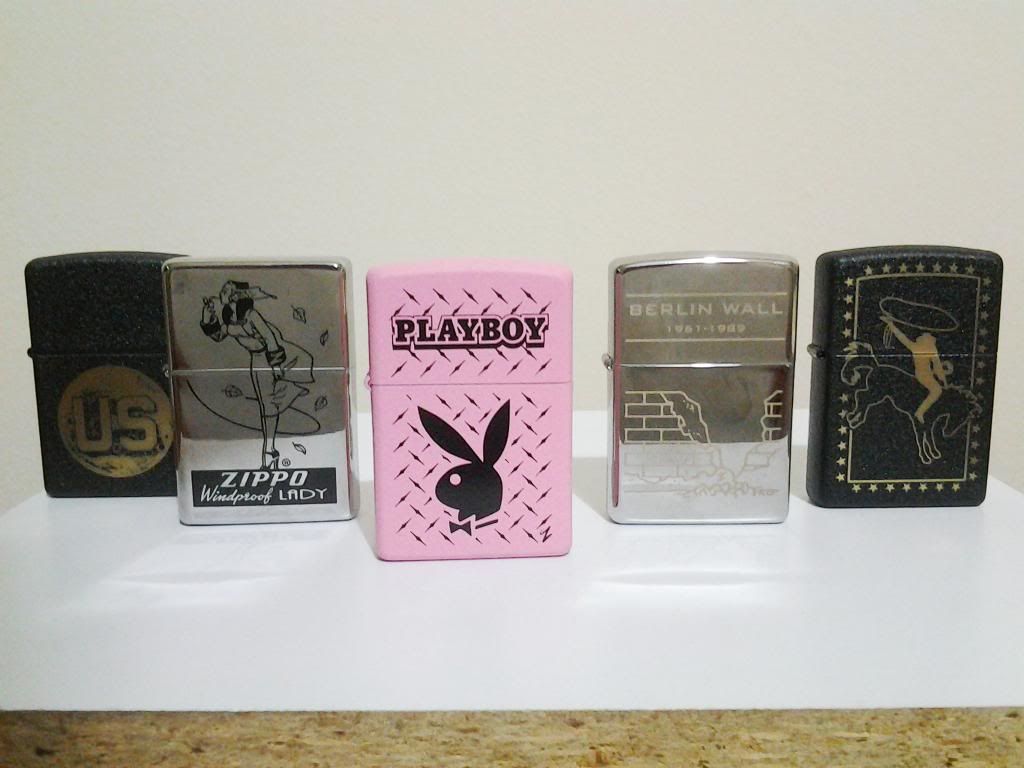 U.S
ZIPPO
®
Windproof LADY
PLAYBOY
BERLIN WALL
1961-1989